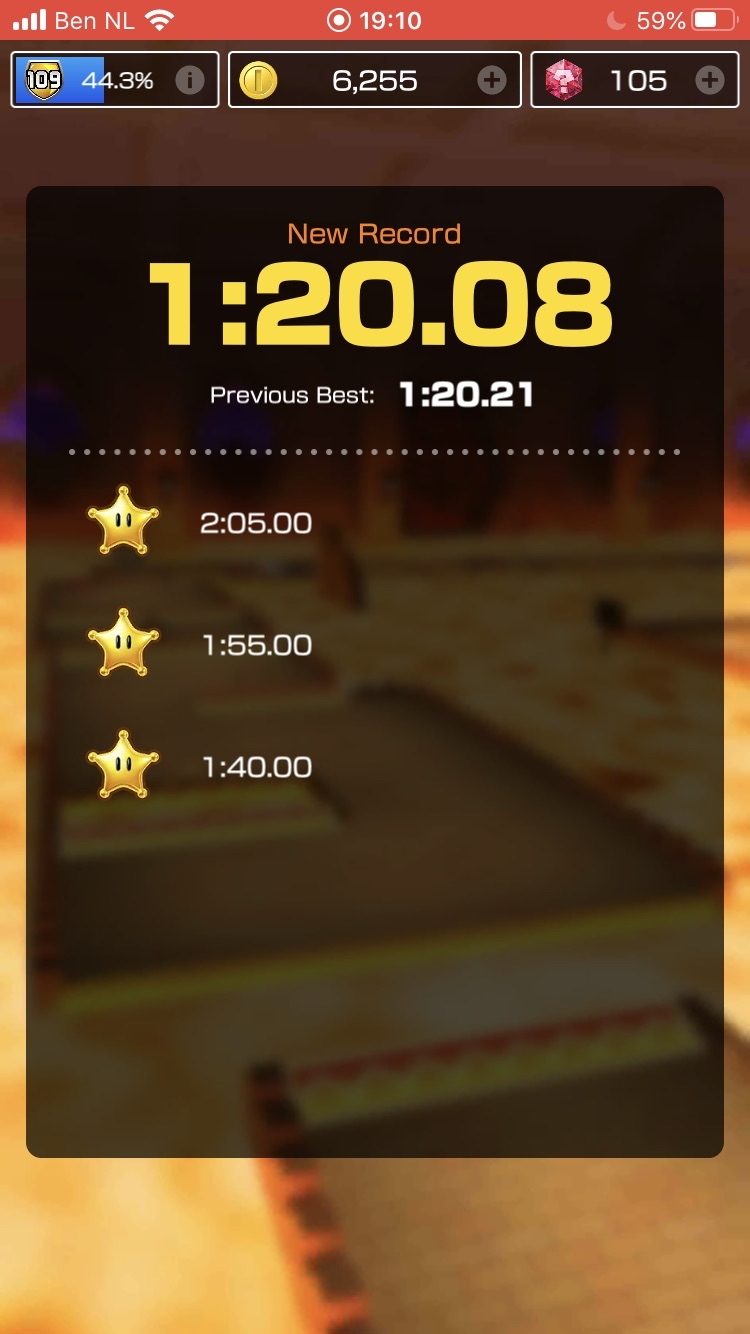 Ben NL 19:10 59%
109 44.3% i 6,255 + 105 +
New Record
1:20.08
Previous Best: 1:20.21
2:05.00
1:55.00
1:40.00